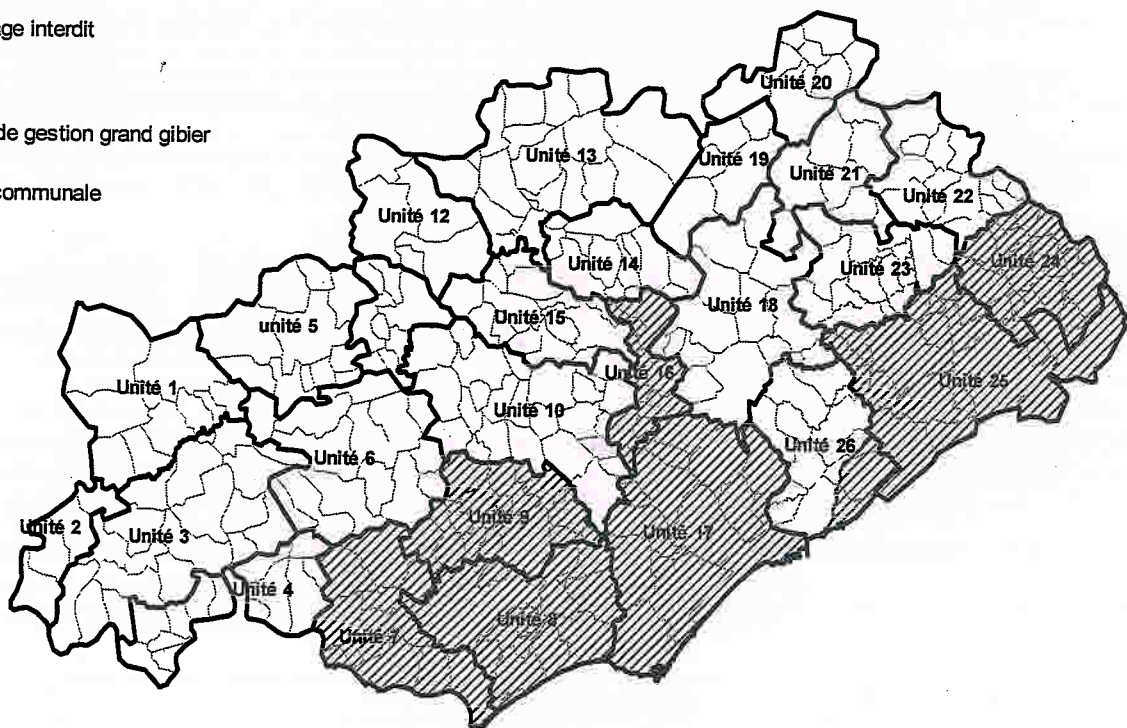 ge interdit
de gestion grand gibier
communale
Unité 20
Unité 13
Unité 19
Unité 21
Unité 22
Unité 12
Unité 14
Unité 23
Unité 24
unité 5
Unité 15
Unité 18
Unité 1
Unité 16
Unité 25
Unité 10
Unité 6
Unité 26
Unité 2
Unité 3
Unité 9
Unité 17
Unité 4
Unité 8
Unité 7